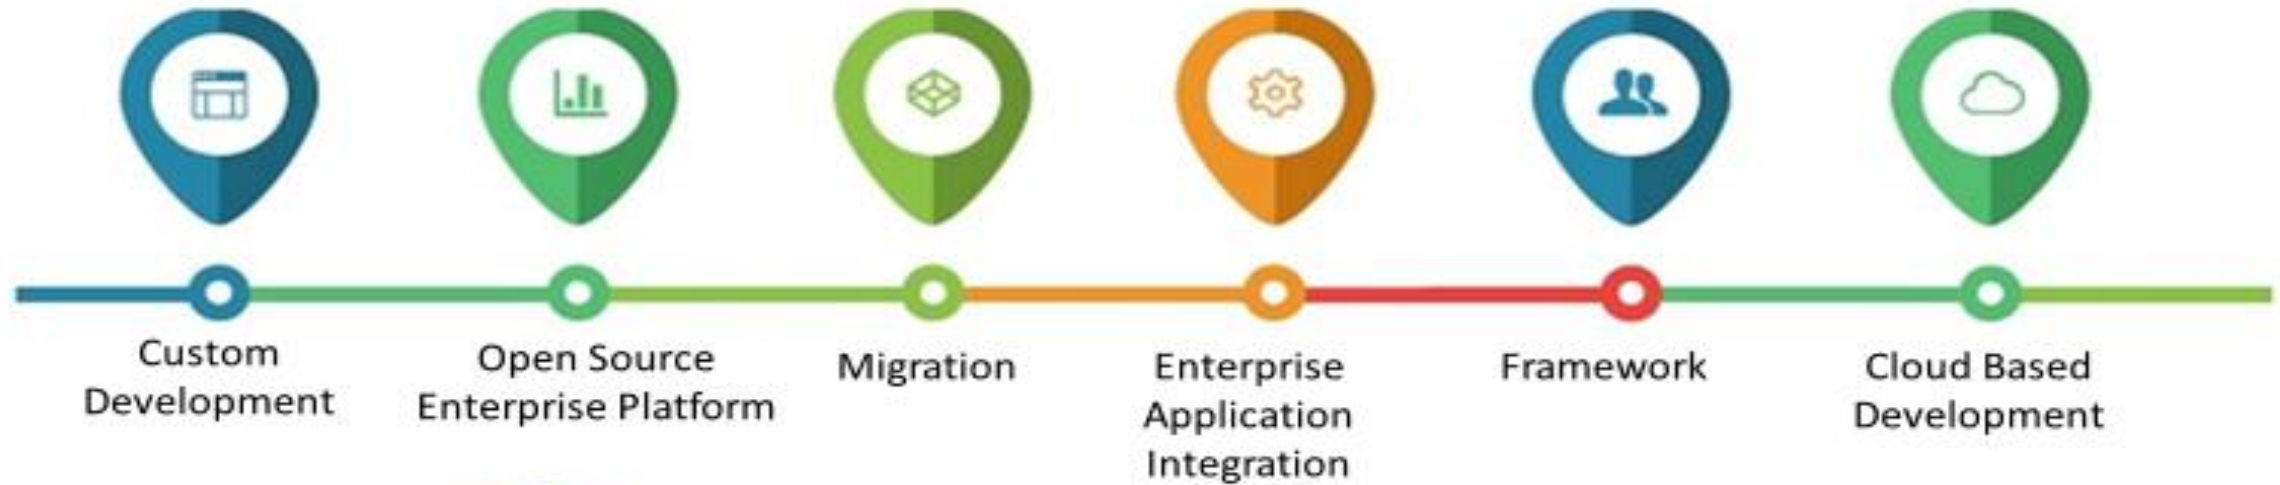 Custom
Development
Open Source
Enterprise Platform
Migration
Enterprise
Application
Integration
Framework
Cloud Based
Development